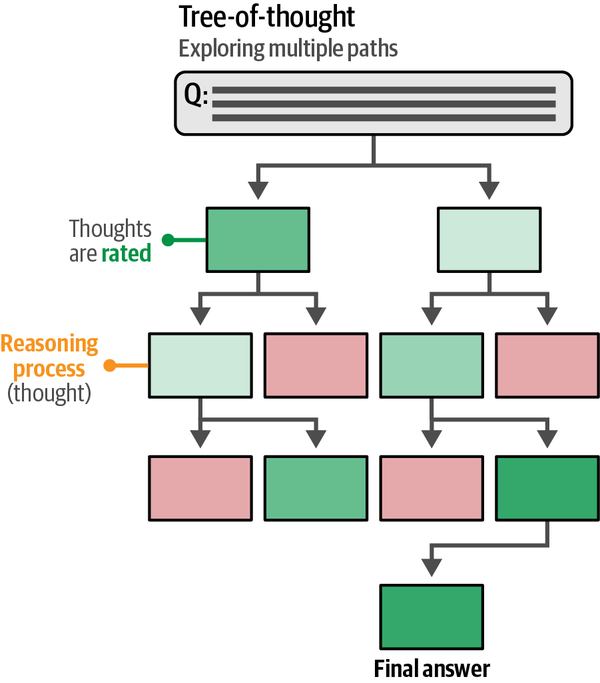 Tree-of-thought
Exploring multiple paths
Q:
Thoughts
are rated
Reasoning
process
(thought)
Final answer